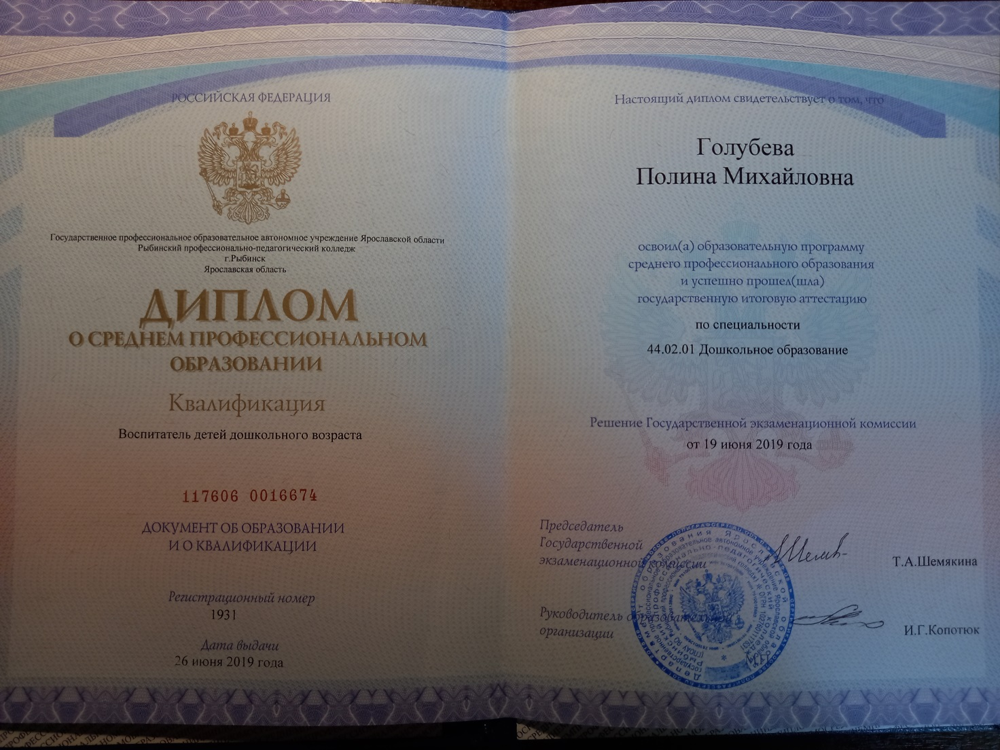 РОССИЙСКАЯ ФЕДЕРАЦИЯ
Государственное профессиональное образовательное автономное учреждение Ярославской области
Рыбинский профессионально-педагогический колледж
г.Рыбинск
Ярославская область
ДИПЛОМ
О СРЕДНЕМ ПРОФЕССИОНАЛЬНОМ
ОБРАЗОВАНИИ
Квалификация
Воспитатель детей дошкольного возраста
117606 0016674
ДОКУМЕНТ ОБ ОБРАЗОВАНИИ
И О КВАЛИФИКАЦИИ
Регистрационный номер
1931
Дата выдачи
26 июня 2019 года
Настоящий диплом свидетельствует о том, что
Голубева
Полина Михайловна
освоил(а) образовательную программу
среднего профессионального образования
и успешно прошел(шла)
государственную итоговую аттестацию
по специальности
44.02.01 Дошкольное образование
Решение Государственной экзаменационной комиссии
от 19 июня 2019 года
Председатель
Государственной
экзаменационной комиссии
Т.А.Шемякина
Руководитель образовательной
организации
И.Г.Копотюк
М.П.